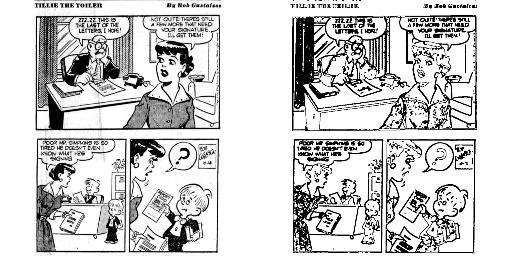 TILLIE THE TOILER By Bob Gustafson
ZZZ.ZZ THIS IS
THE LAST OF THE
LETTERS, I HOPE!
NOT QUITE THERE'S STILL
A FEW MORE THAT NEED
YOUR SIGNATURE..
I'LL GET THEM!
POOR MR. SIMPKINS IS SO
TIRED HE DOESN'T EVEN
KNOW WHAT HE'S
SIGNING
?
TILLIE THE TOILER By Bob Gustafson
ZZZ.ZZ THIS IS
THE LAST OF THE
LETTERS, I HOPE!
NOT QUITE THERE'S STILL
A FEW MORE THAT NEED
YOUR SIGNATURE..
I'LL GET THEM!
POOR MR. SIMPKINS IS SO
TIRED HE DOESN'T EVEN
KNOW WHAT HE'S
SIGNING
?